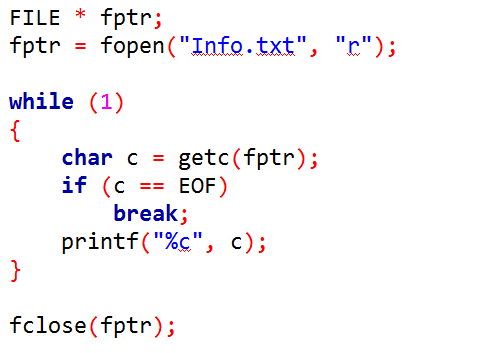 FILE * fptr;
fptr = fopen("Info.txt", "r");
while (1)
{
    char c = getc(fptr);
    if (c == EOF)
        break;
    printf("%c", c);
}
fclose(fptr);